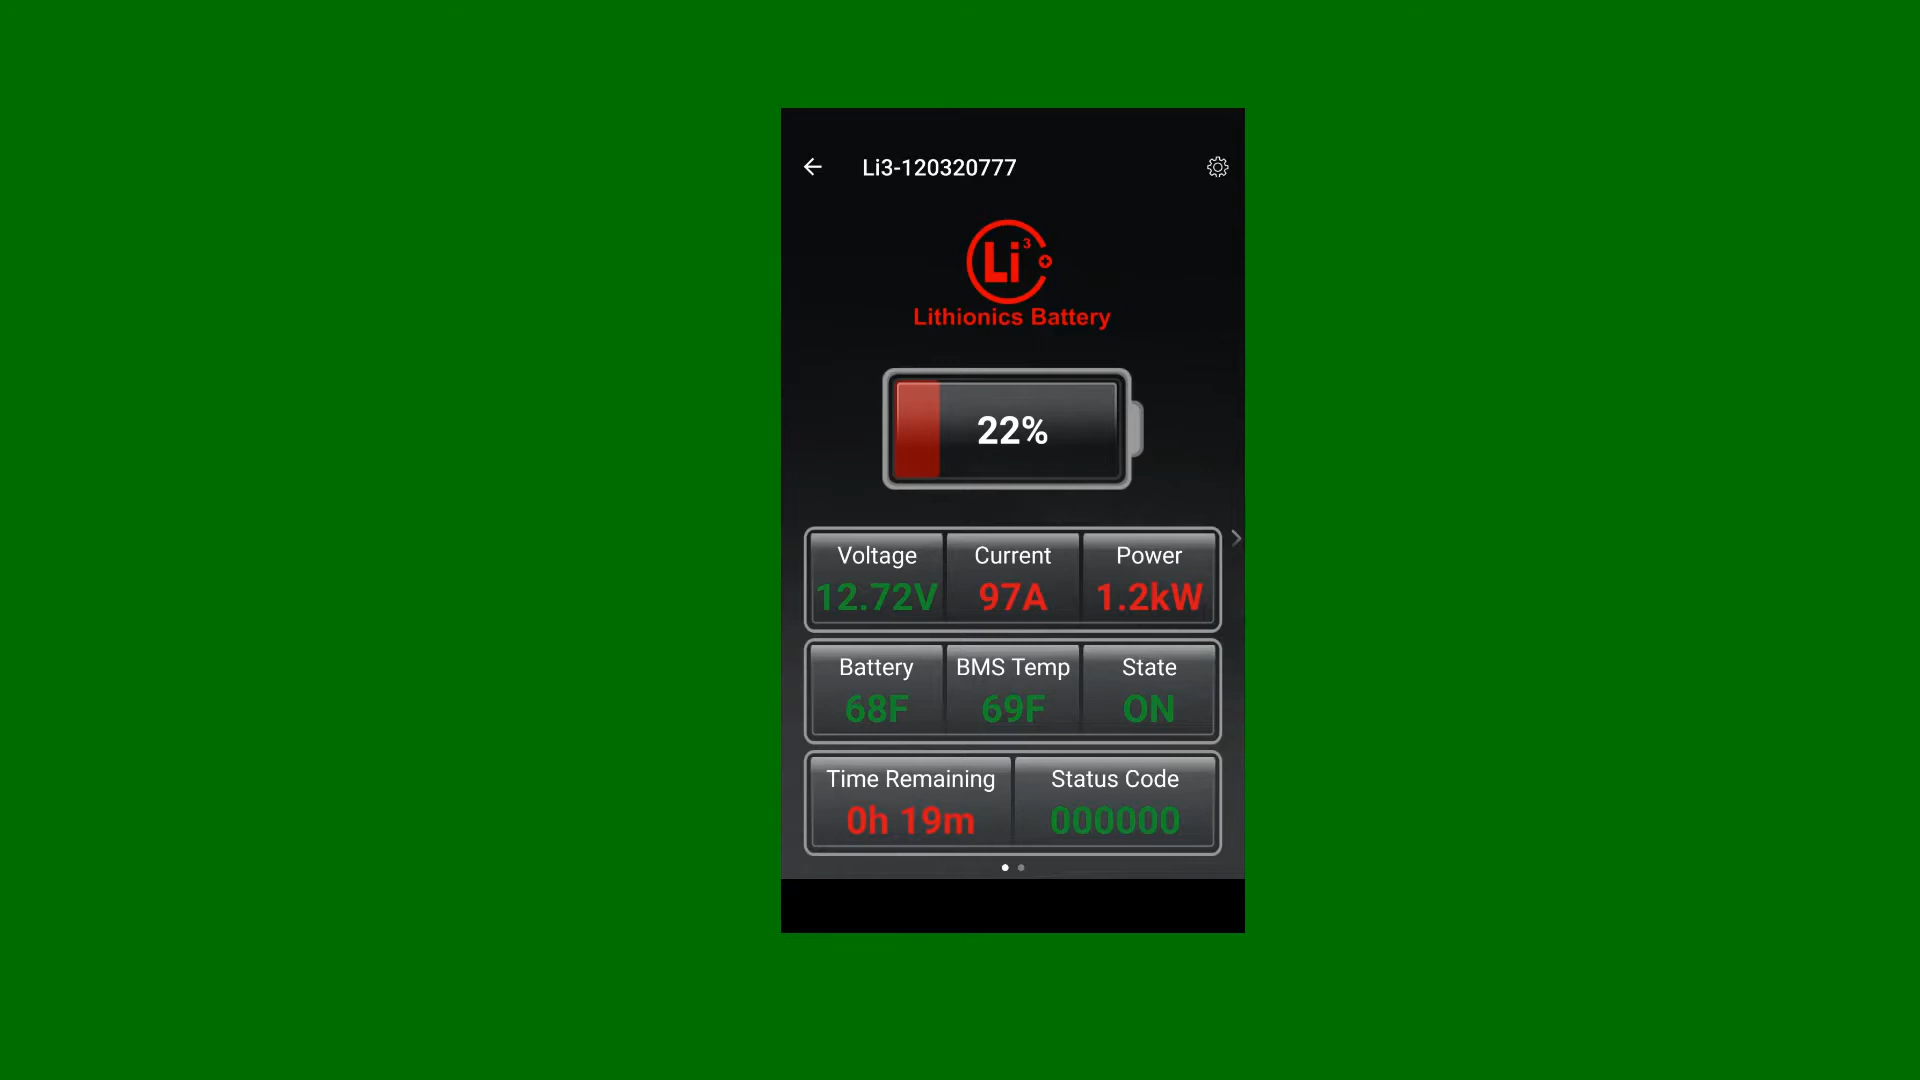 Li3-120320777
Li3
Lithionics Battery
22%
Voltage Current Power
12.72V 97A 1.2kW
Battery BMS Temp State
68F 69F ON
Time Remaining Status Code
0h 19m 000000